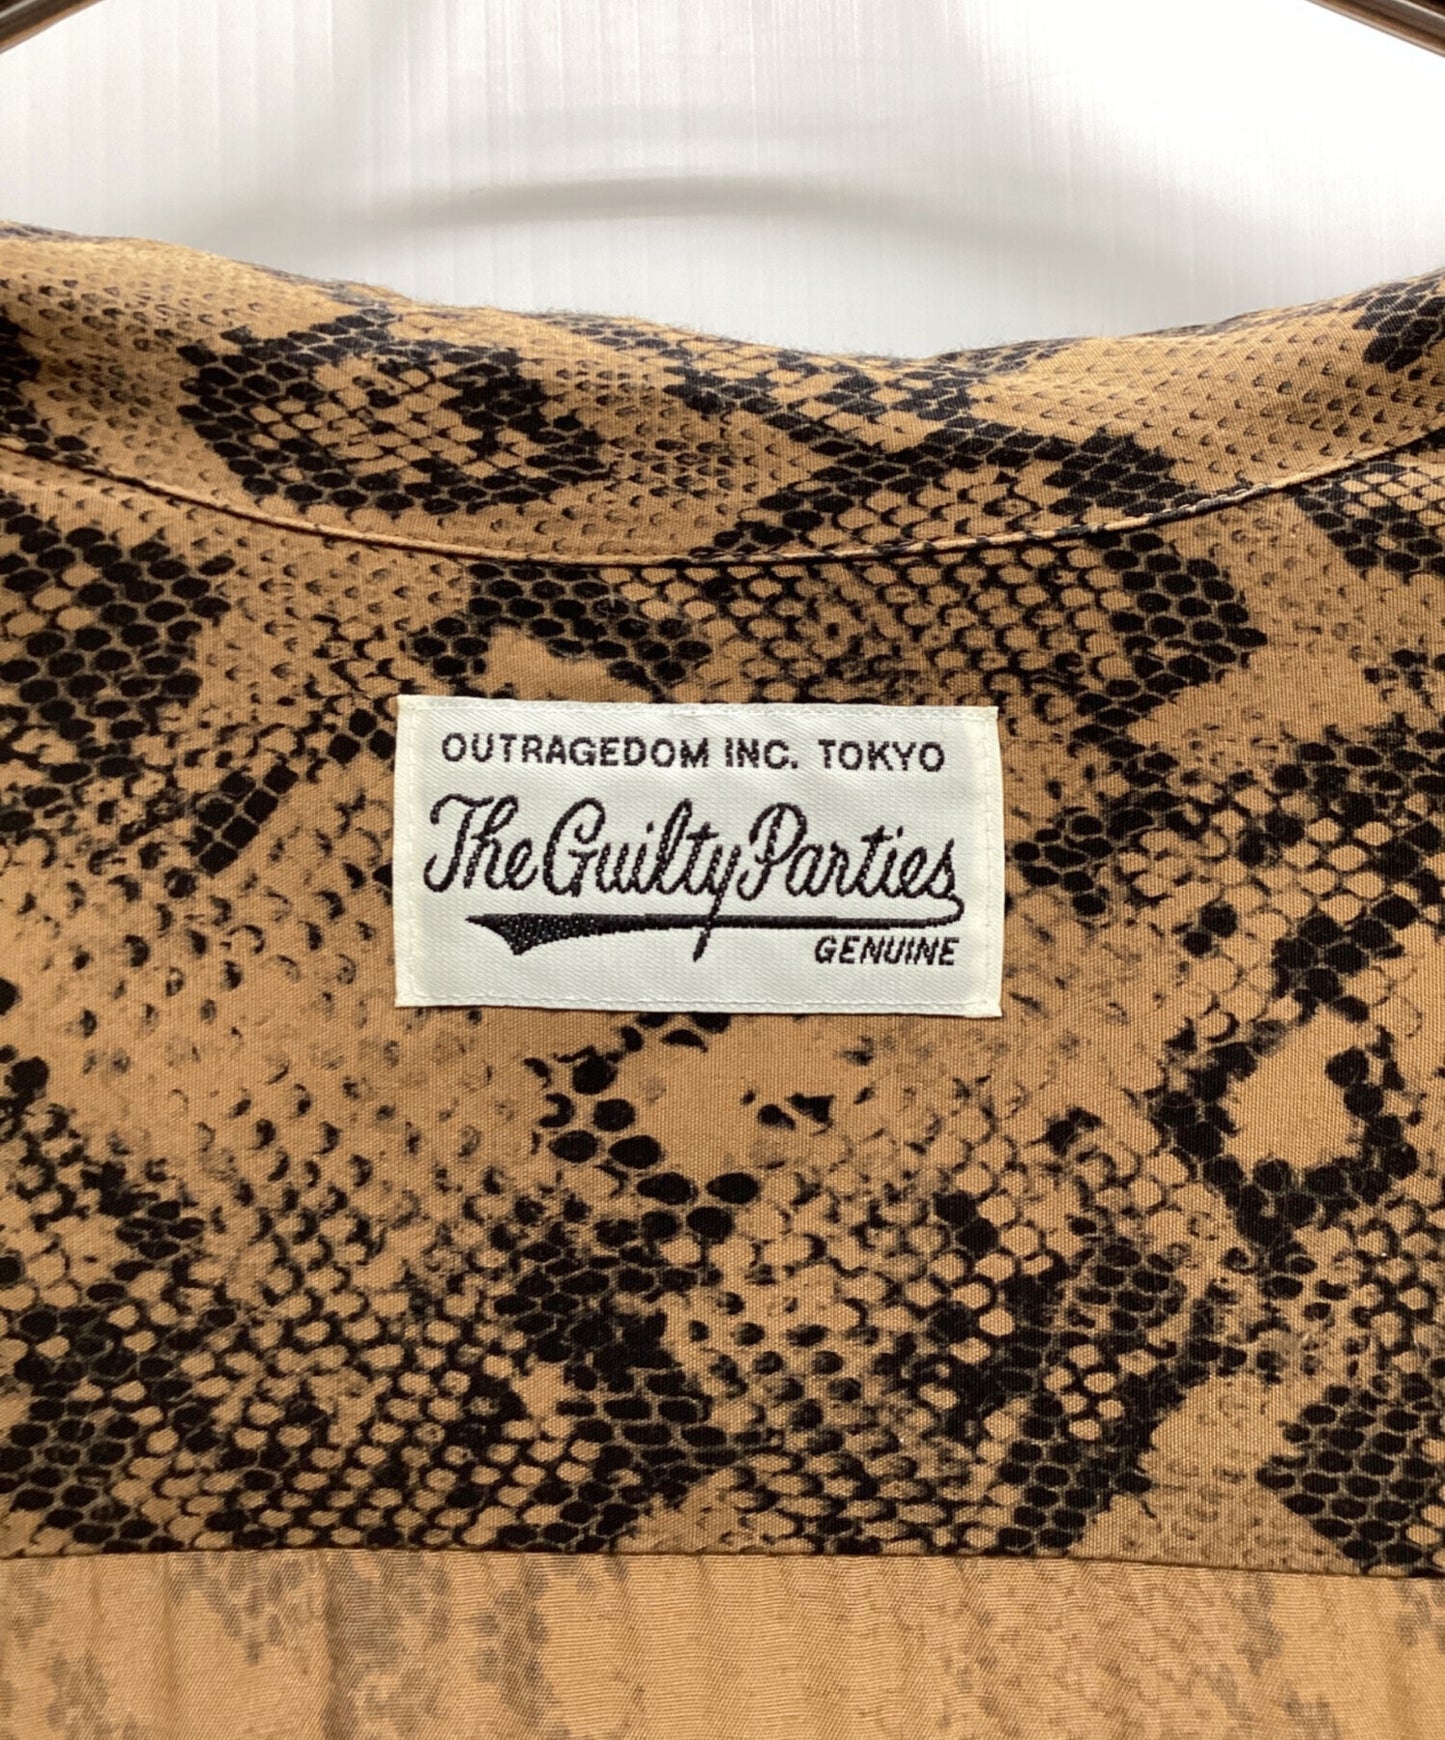 OUTRAGEDOM INC. TOKYO
The Guilty Parties
GENUINE